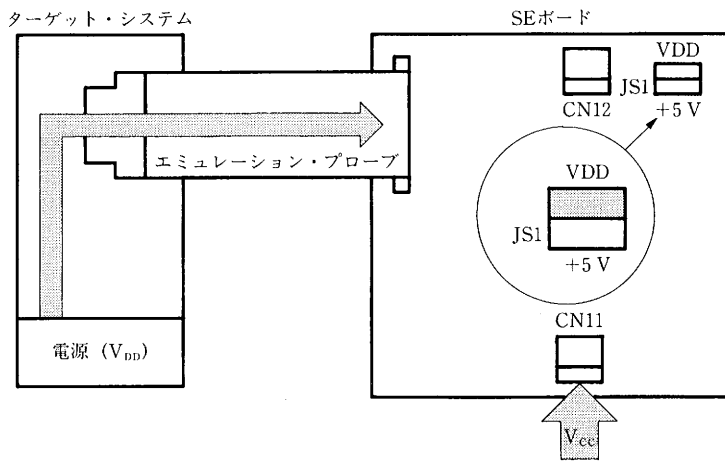 ターゲット・システム
SEボード
VDD
JS1
CN12
+5 V
エミュレーション・プローブ
VDD
JS1
+5 V
CN11
電源 (VDD)
Vcc